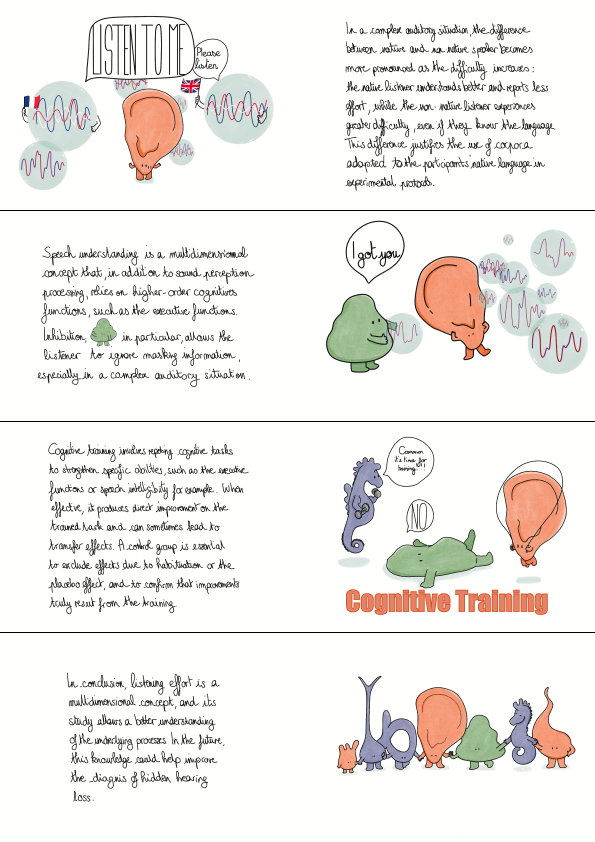 LISTEN TO ME
Please
listen
In a complex auditory situation the difference
between native and non native speaker becomes
more pronounced as the difficulty increases:
the native listener understands better and reports less
effort, while the non native listener experiences
greater difficulty, even if they know the language
This difference justifies the use of corpora
adapted to the participant's native language in
experimental protocols.
Speech understanding is a multidimensionnal
concept that, in addition to sound perception
processing, relies on higher-order cognitives
functions, such as the executive functions.
Inhibition, in particular, allows the
listener to ignore masking information,
especially in a complex auditory situation.
I got you
Cognitive training involves repeating cognitive tasks
to strengthen specific abilities, such as the executive
functions or speech intelligibility for example. When
effective, it produces direct improvement on the
trained task and can sometimes lead to
transfer effects. A control group is essential
to exclude effects due to habituation or the
placebo effect, and to confirm that improvements
truly result from the training
Common
it's time for
training !!!
NO
Cognitive Training
In conclusion, listening effort is a
multidimensional concept, and its
study allows a better understanding
of the underlying processes In the future,
this knowledge could help improve
the diagnis of hidden hearing
loss.